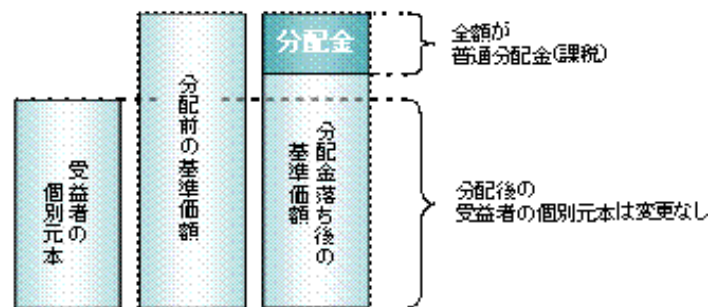 受益者の
個別元本
分配前の基準価額
分配金
分配金落ち後の
基準価額
全額が
普通分配金(課税)
分配後の
受益者の個別元本は変更なし